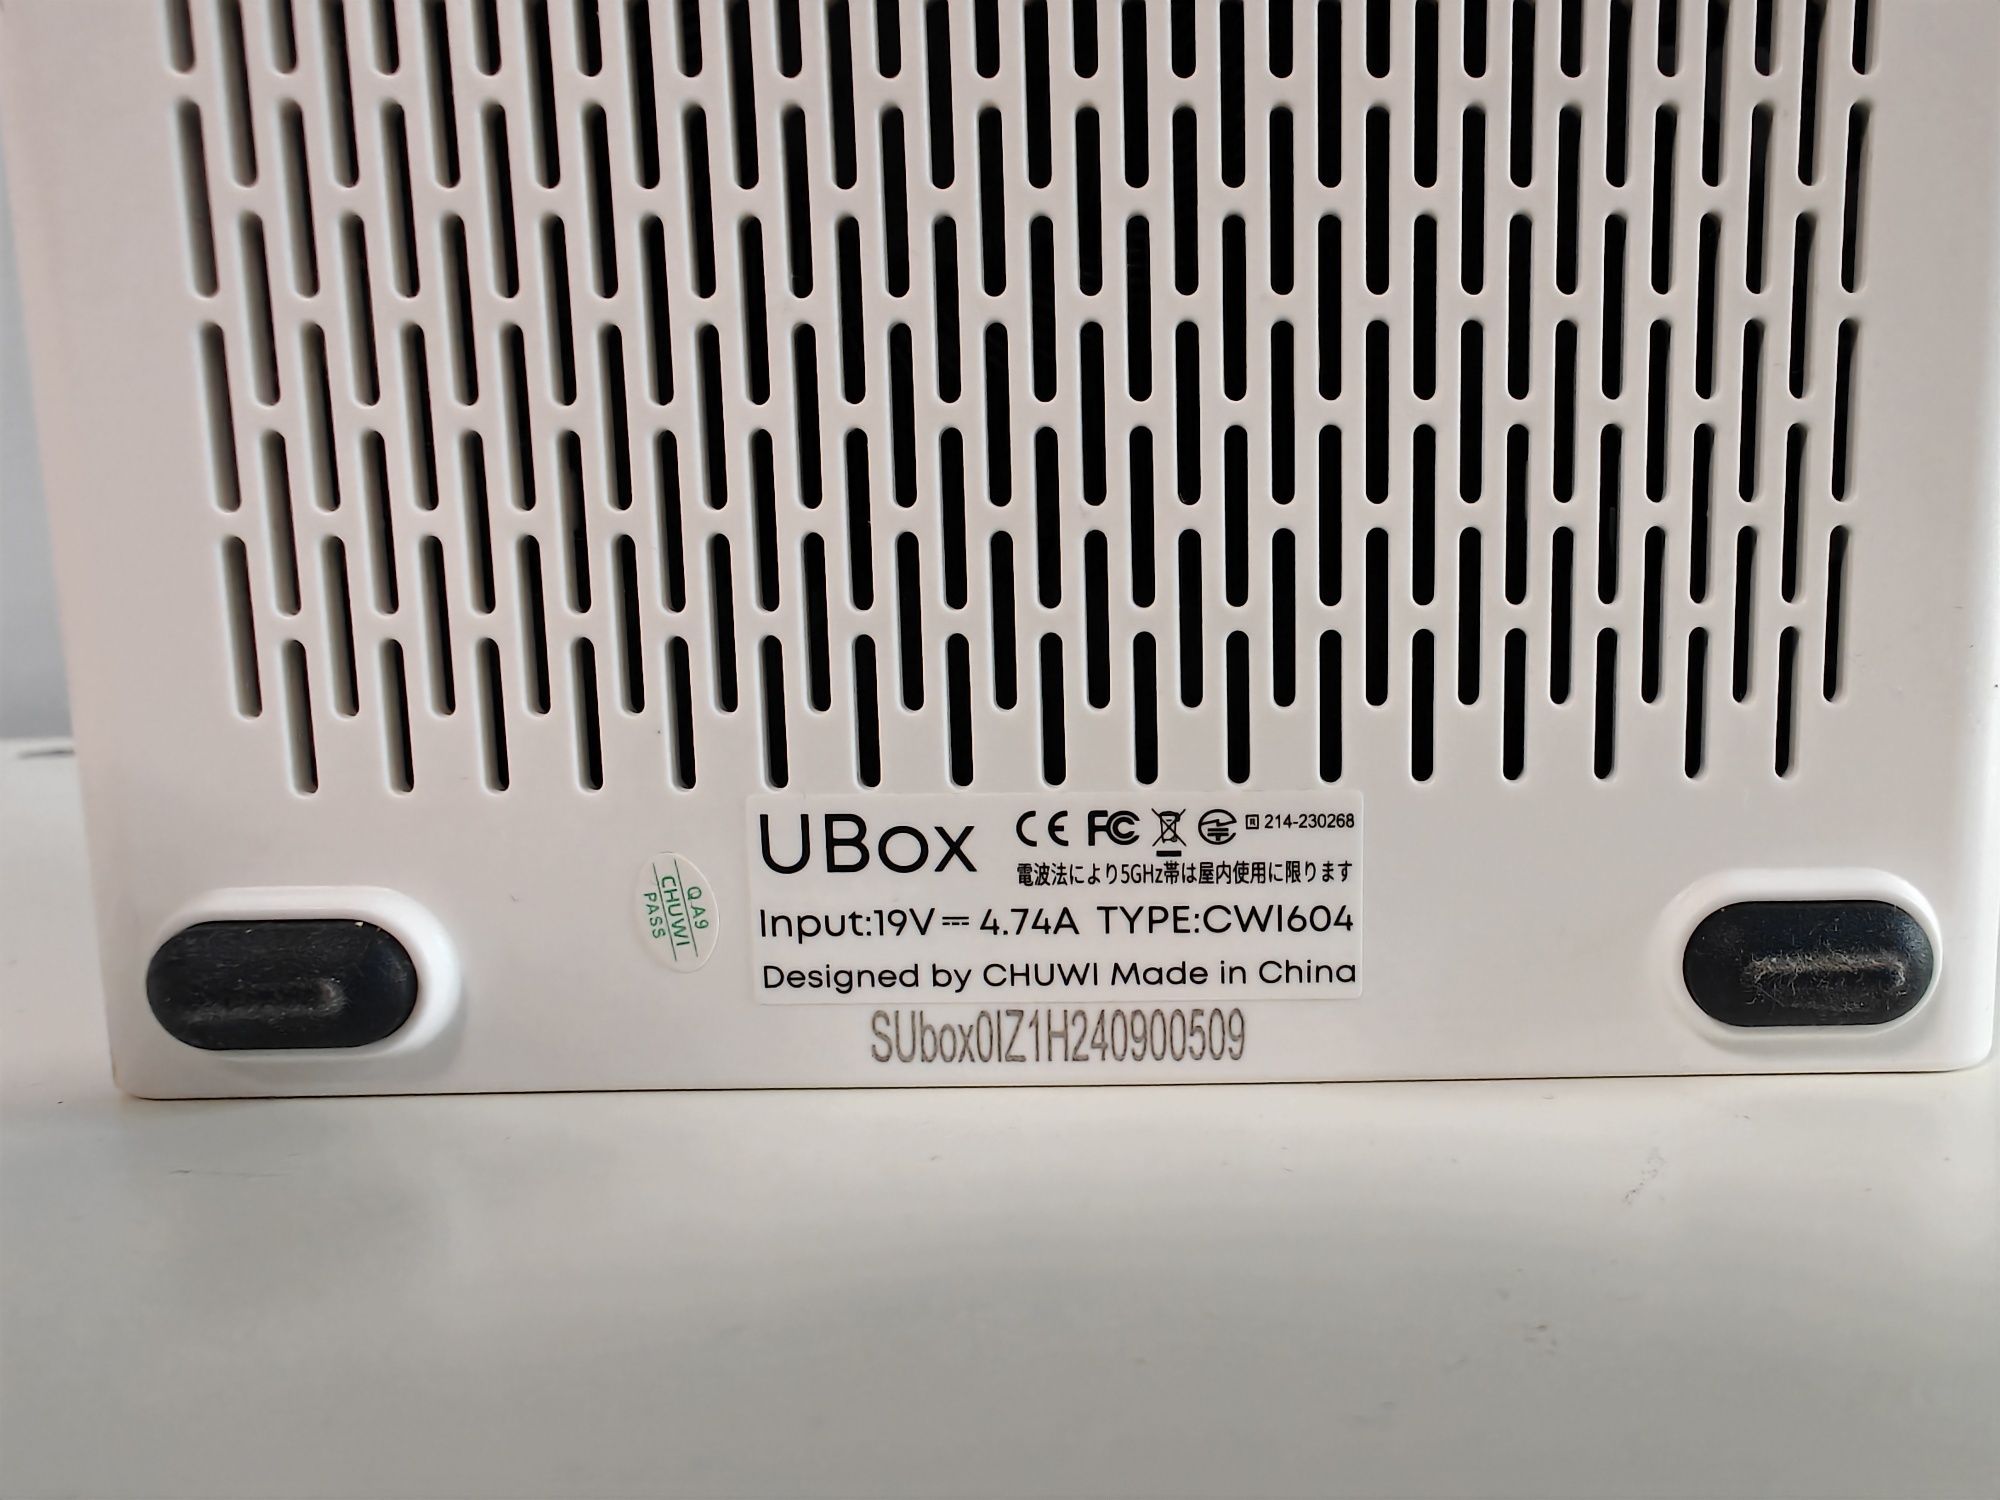 UBox
CE FC R 214-230268
電波法により5GHz帯は屋内使用に限ります
Input:19V⎓4.74A TYPE:CWI604
Designed by CHUWI Made in China
SUbox0IZ1H240900509
QA9
CHUWI
PASS